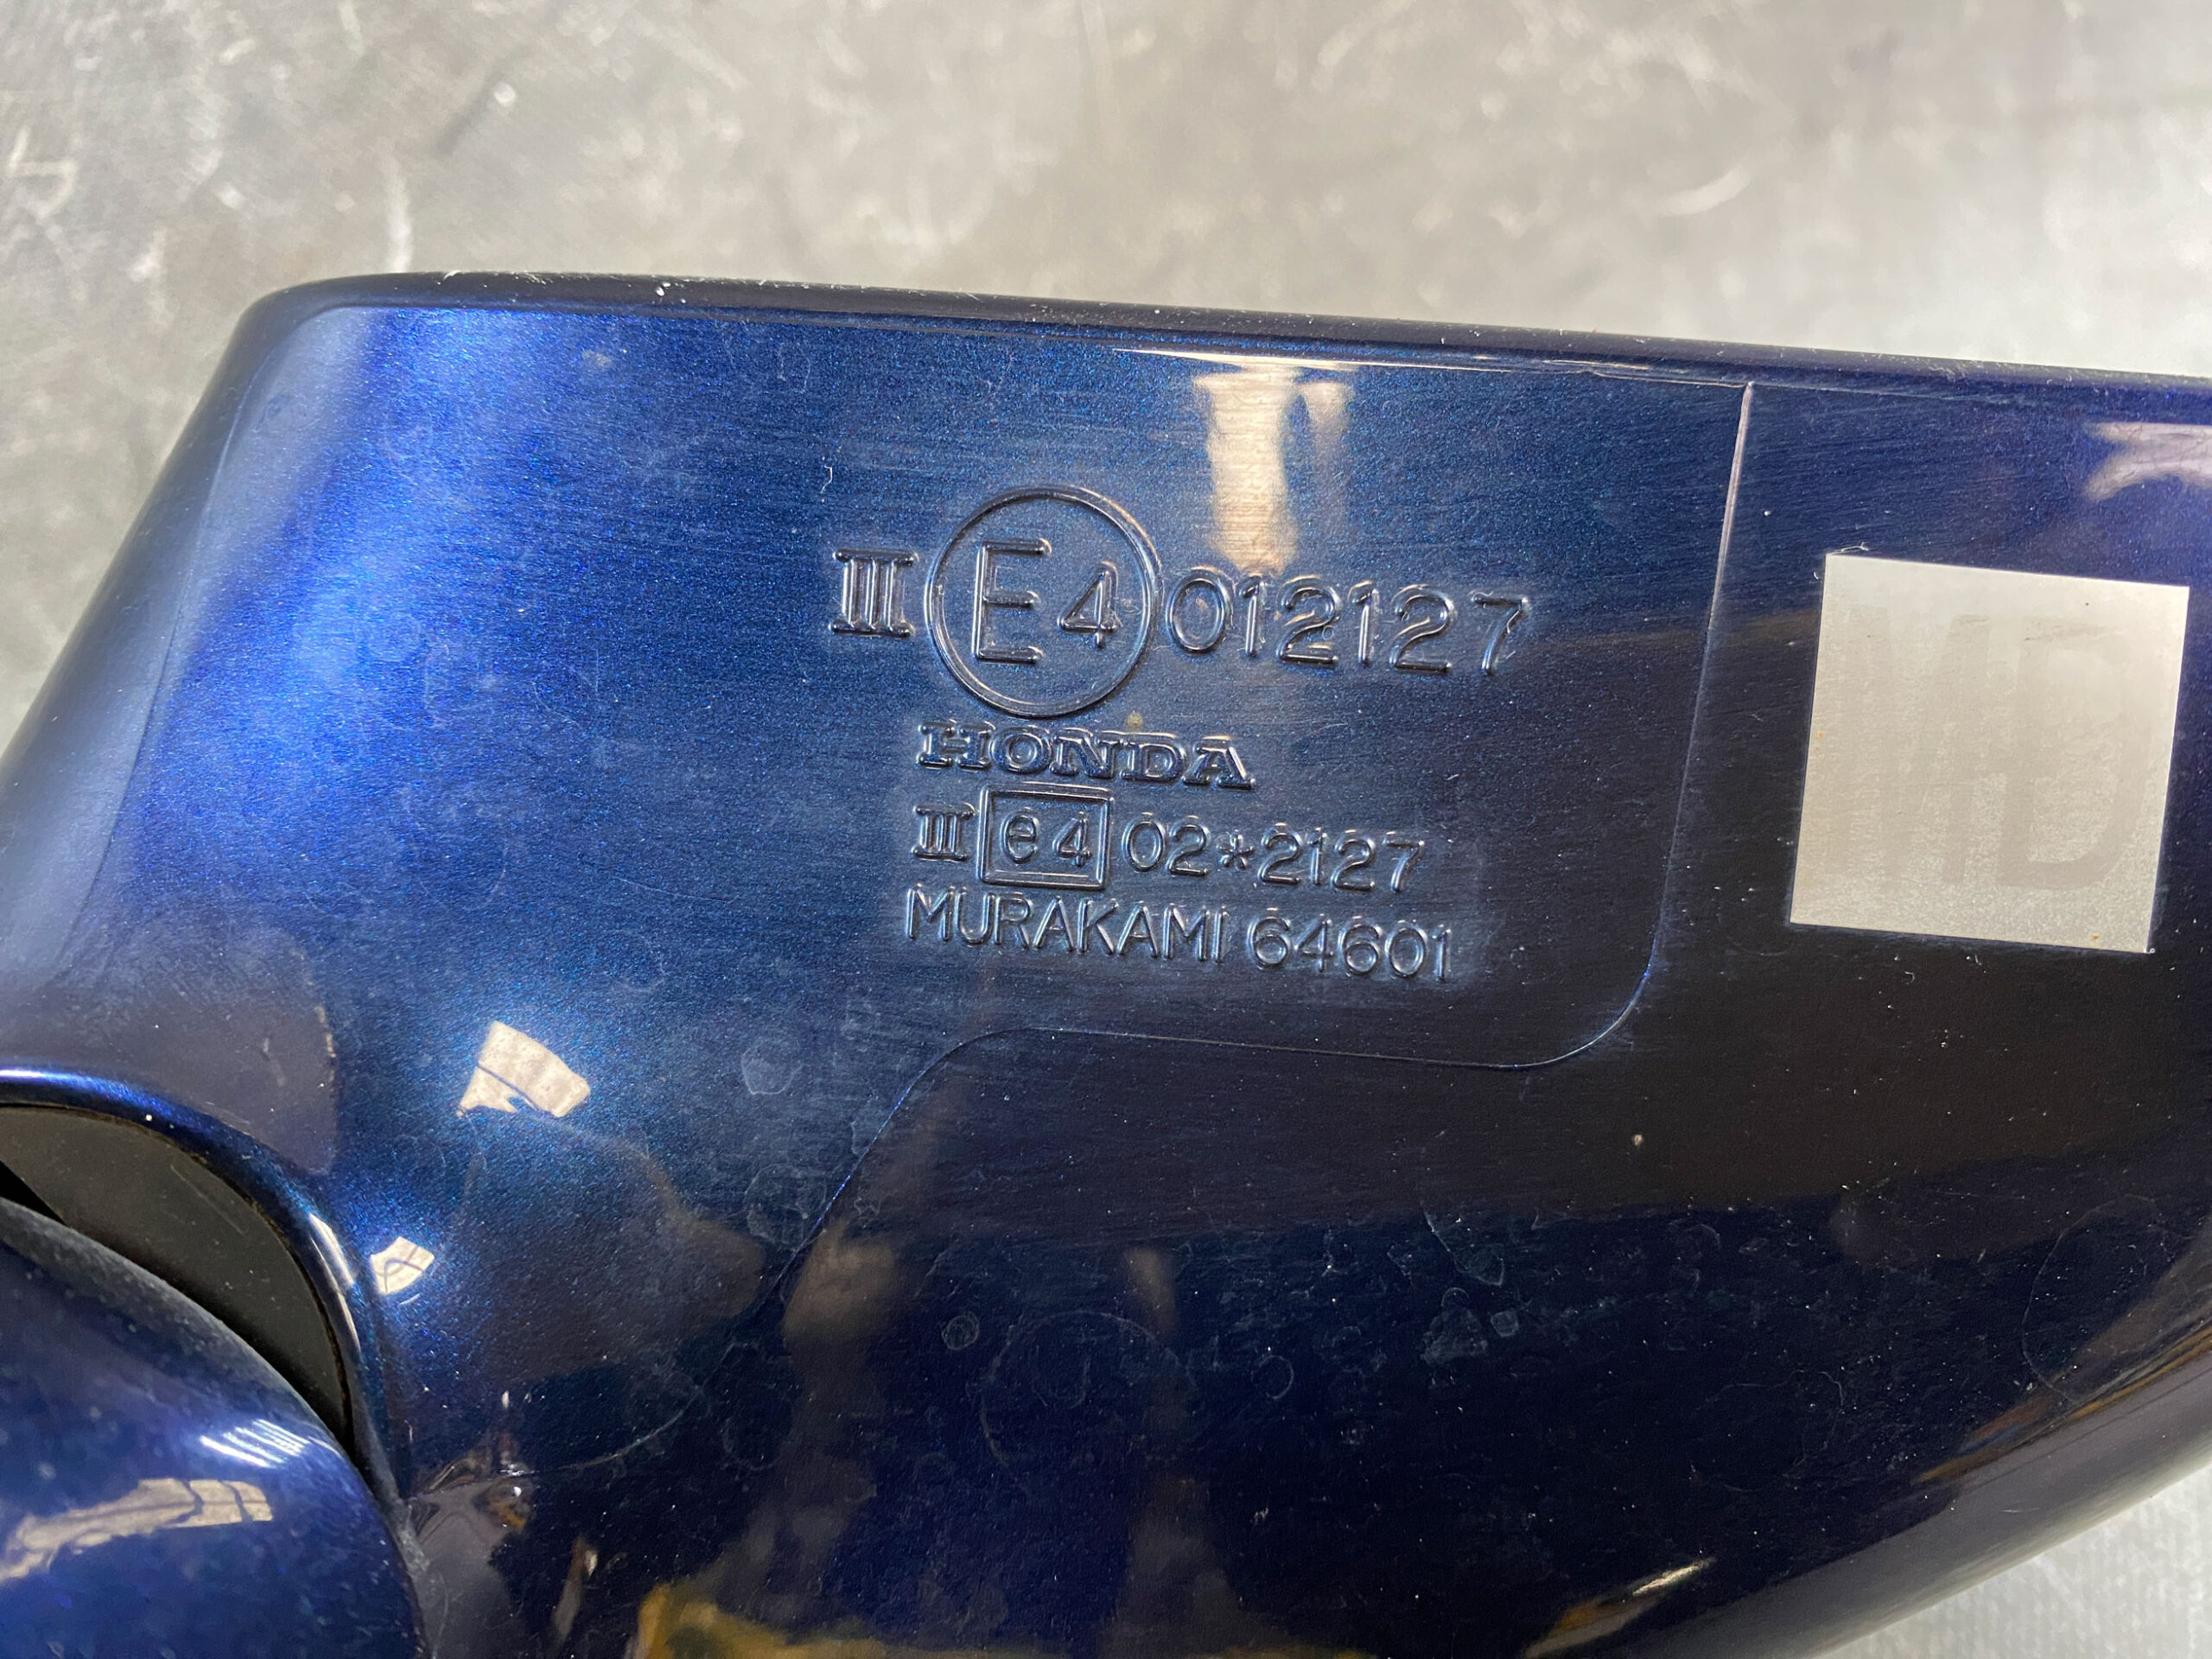 III E4 012127
HONDA
III e4 02*2127
MURAKAMI 64601